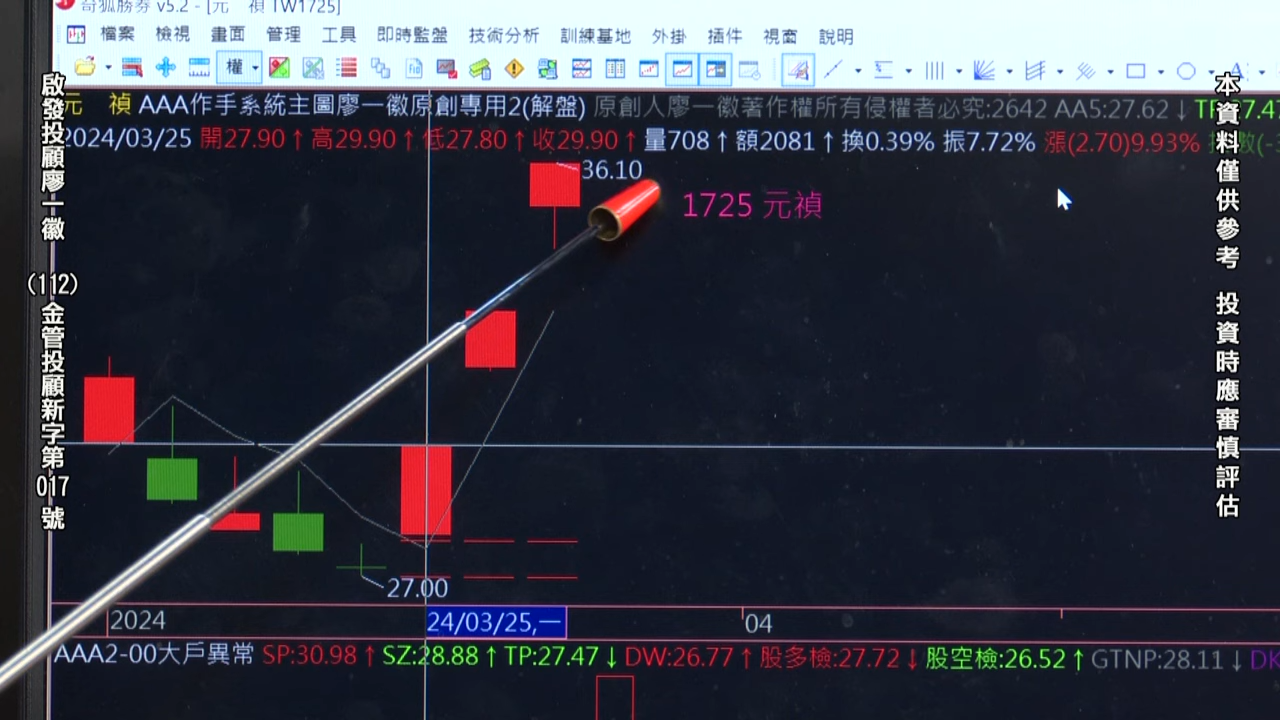 奇狐勝券 v5.2 - [元 禎 TW1725]
檔案 檢視 畫面 管理 工具 即時監盤 技術分析 訓練基地 外掛 插件 視窗 說明
權
元 禎 AAA作手系統主圖廖一徽原創專用2(解盤) 原創人廖一徽著作權所有侵權者必究:2642 AA5:27.62↓
2024/03/25 開27.90↑高29.90↑低27.80↑收29.90↑量708↑額2081↑換0.39% 振7.72% 漲(2.70)9.93%
36.10
1725 元禎
27.00
2024 24/03/25,一 04
AAA2-00大戶異常 SP:30.98↑SZ:28.88↑TP:27.47↓DW:26.77↑股多檢:27.72↓股空檢:26.52↑GTNP:28.11↓
啟發投顧廖一徽 (112)金管投顧新字第017號
本資料僅供參考 投資時應審慎評估